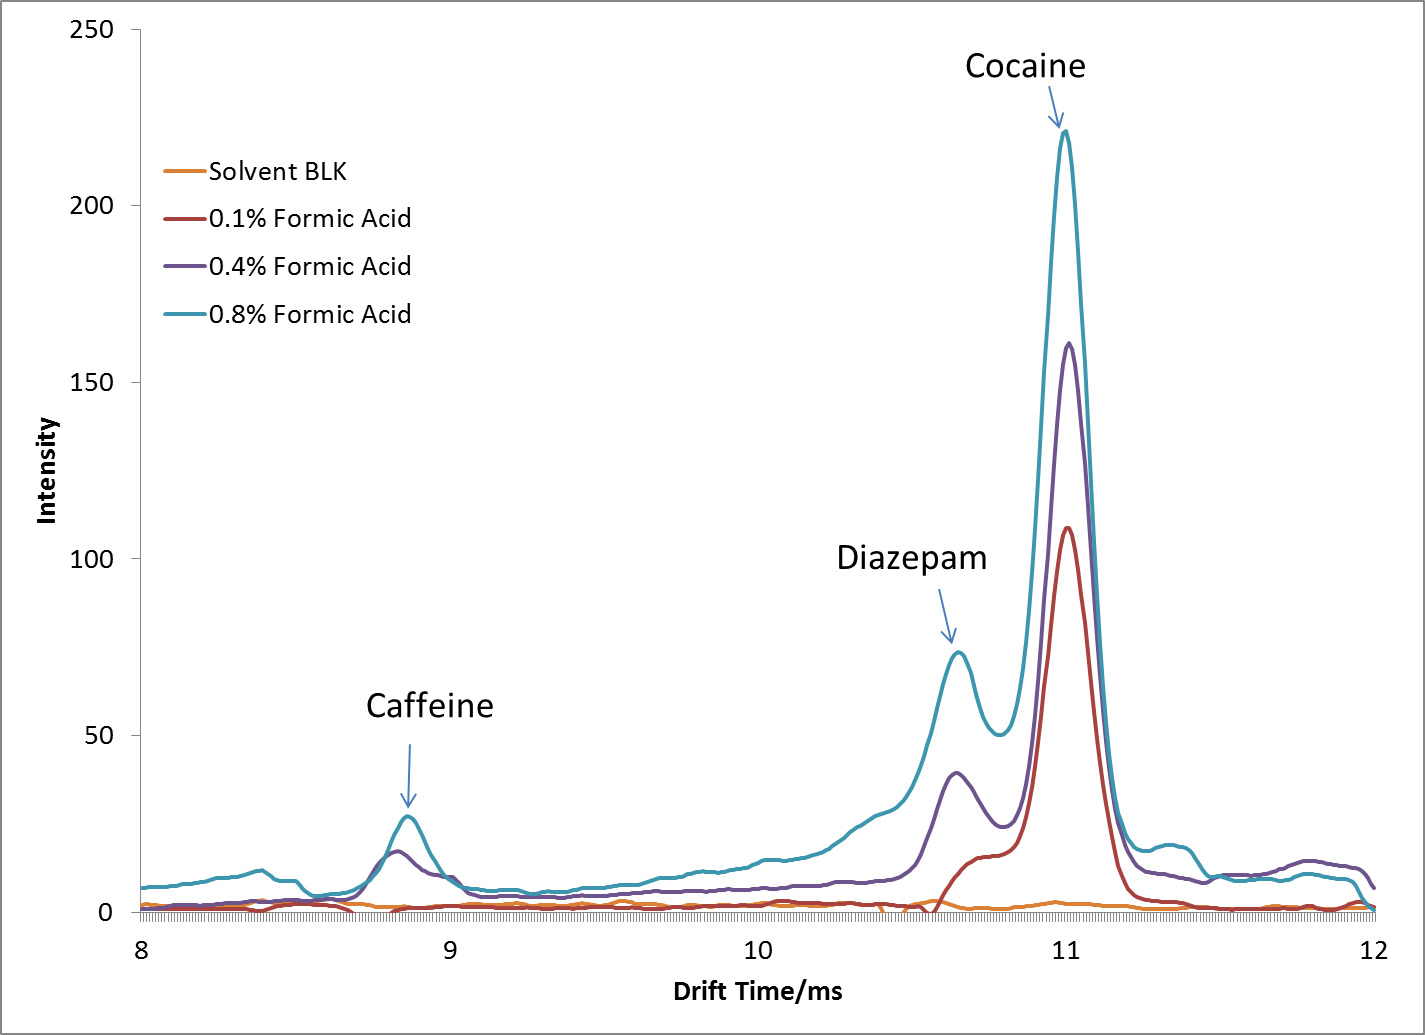 250
Cocaine
Solvent BLK
200
0.1% Formic Acid
0.4% Formic Acid
0.8% Formic Acid
150
Intensity
100
Diazepam
Caffeine
50
0
8 9 10 11 12
Drift Time/ms